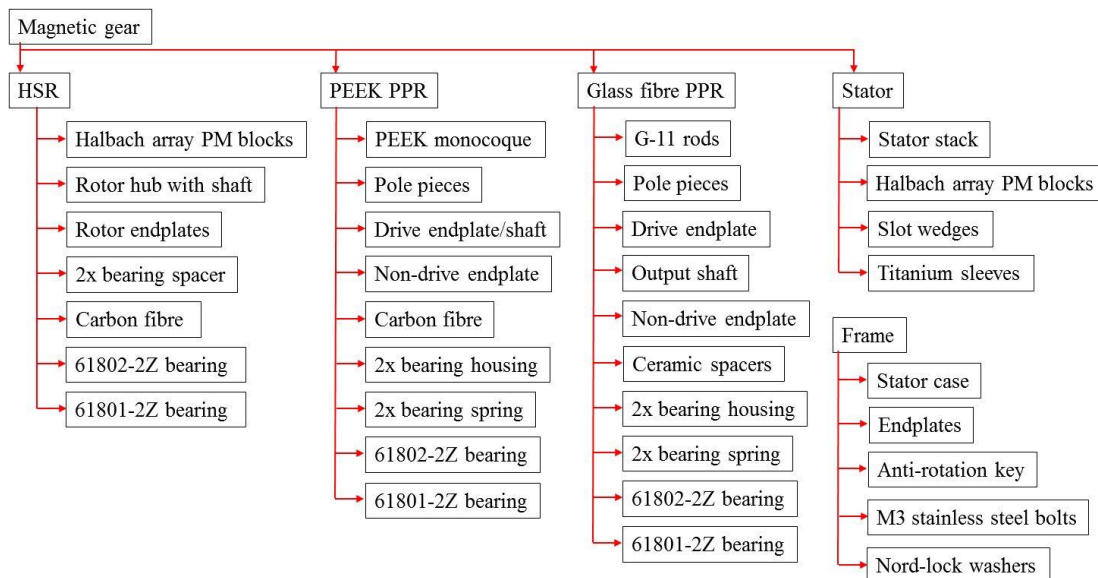 Magnetic gear
HSR
Halbach array PM blocks
Rotor hub with shaft
Rotor endplates
2x bearing spacer
Carbon fibre
61802-2Z bearing
61801-2Z bearing
PEEK PPR
PEEK monocoque
Pole pieces
Drive endplate/shaft
Non-drive endplate
Carbon fibre
2x bearing housing
2x bearing spring
61802-2Z bearing
61801-2Z bearing
Glass fibre PPR
G-11 rods
Pole pieces
Drive endplate
Output shaft
Non-drive endplate
Ceramic spacers
2x bearing housing
2x bearing spring
61802-2Z bearing
61801-2Z bearing
Stator
Stator stack
Halbach array PM blocks
Slot wedges
Titanium sleeves
Frame
Stator case
Endplates
Anti-rotation key
M3 stainless steel bolts
Nord-lock washers